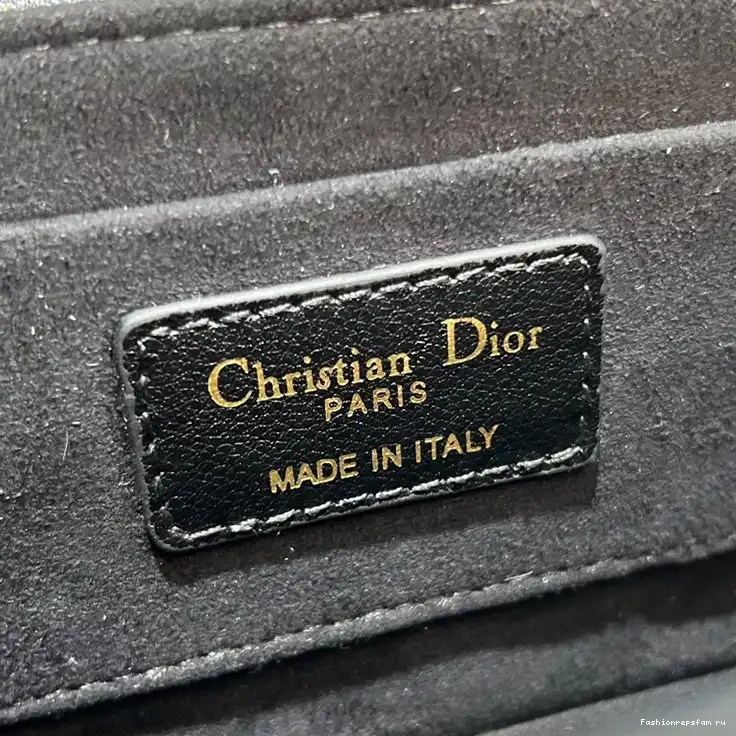 Christian Dior
PARIS
MADE IN ITALY
Fashionrepsfam.ru